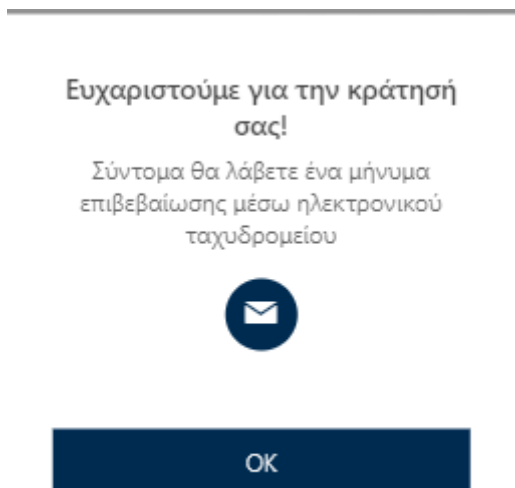 Ευχαριστούμε για την κράτησή
σας!
Σύντομα θα λάβετε ένα μήνυμα
επιβεβαίωσης μέσω ηλεκτρονικού
ταχυδρομείου
OK